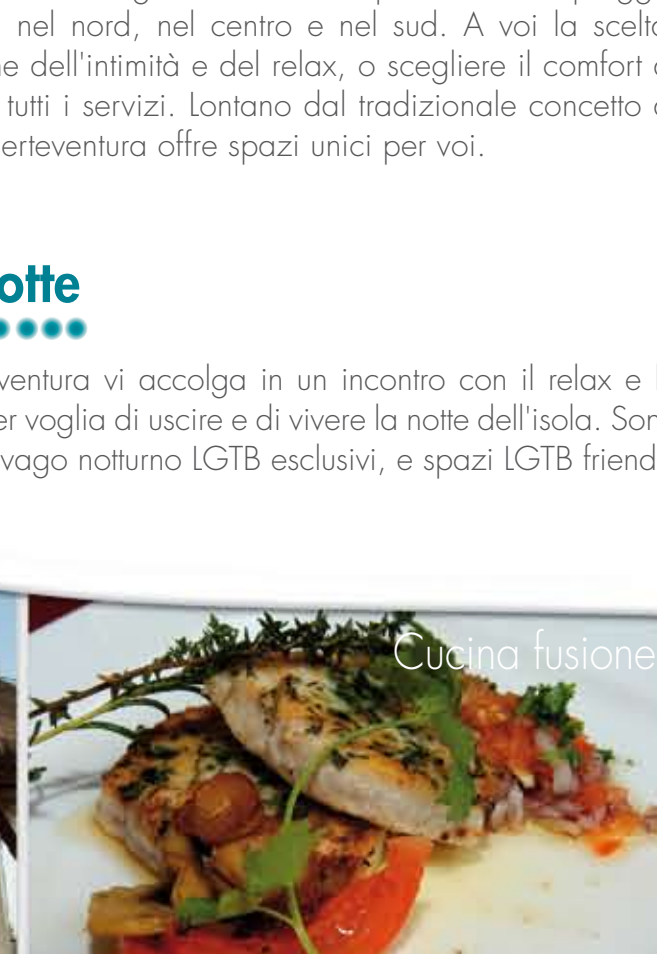 nel nord, nel centro e nel sud. A voi la scelta
e dell'intimità e del relax, o scegliere il comfort
tutti i servizi. Lontano dal tradizionale concetto
erteventura offre spazi unici per voi.
otte
ventura vi accolga in un incontro con il relax e
er voglia di uscire e di vivere la notte dell'isola. Son
vago notturno LGTB esclusivi, e spazi LGTB friend
Cucina fusione